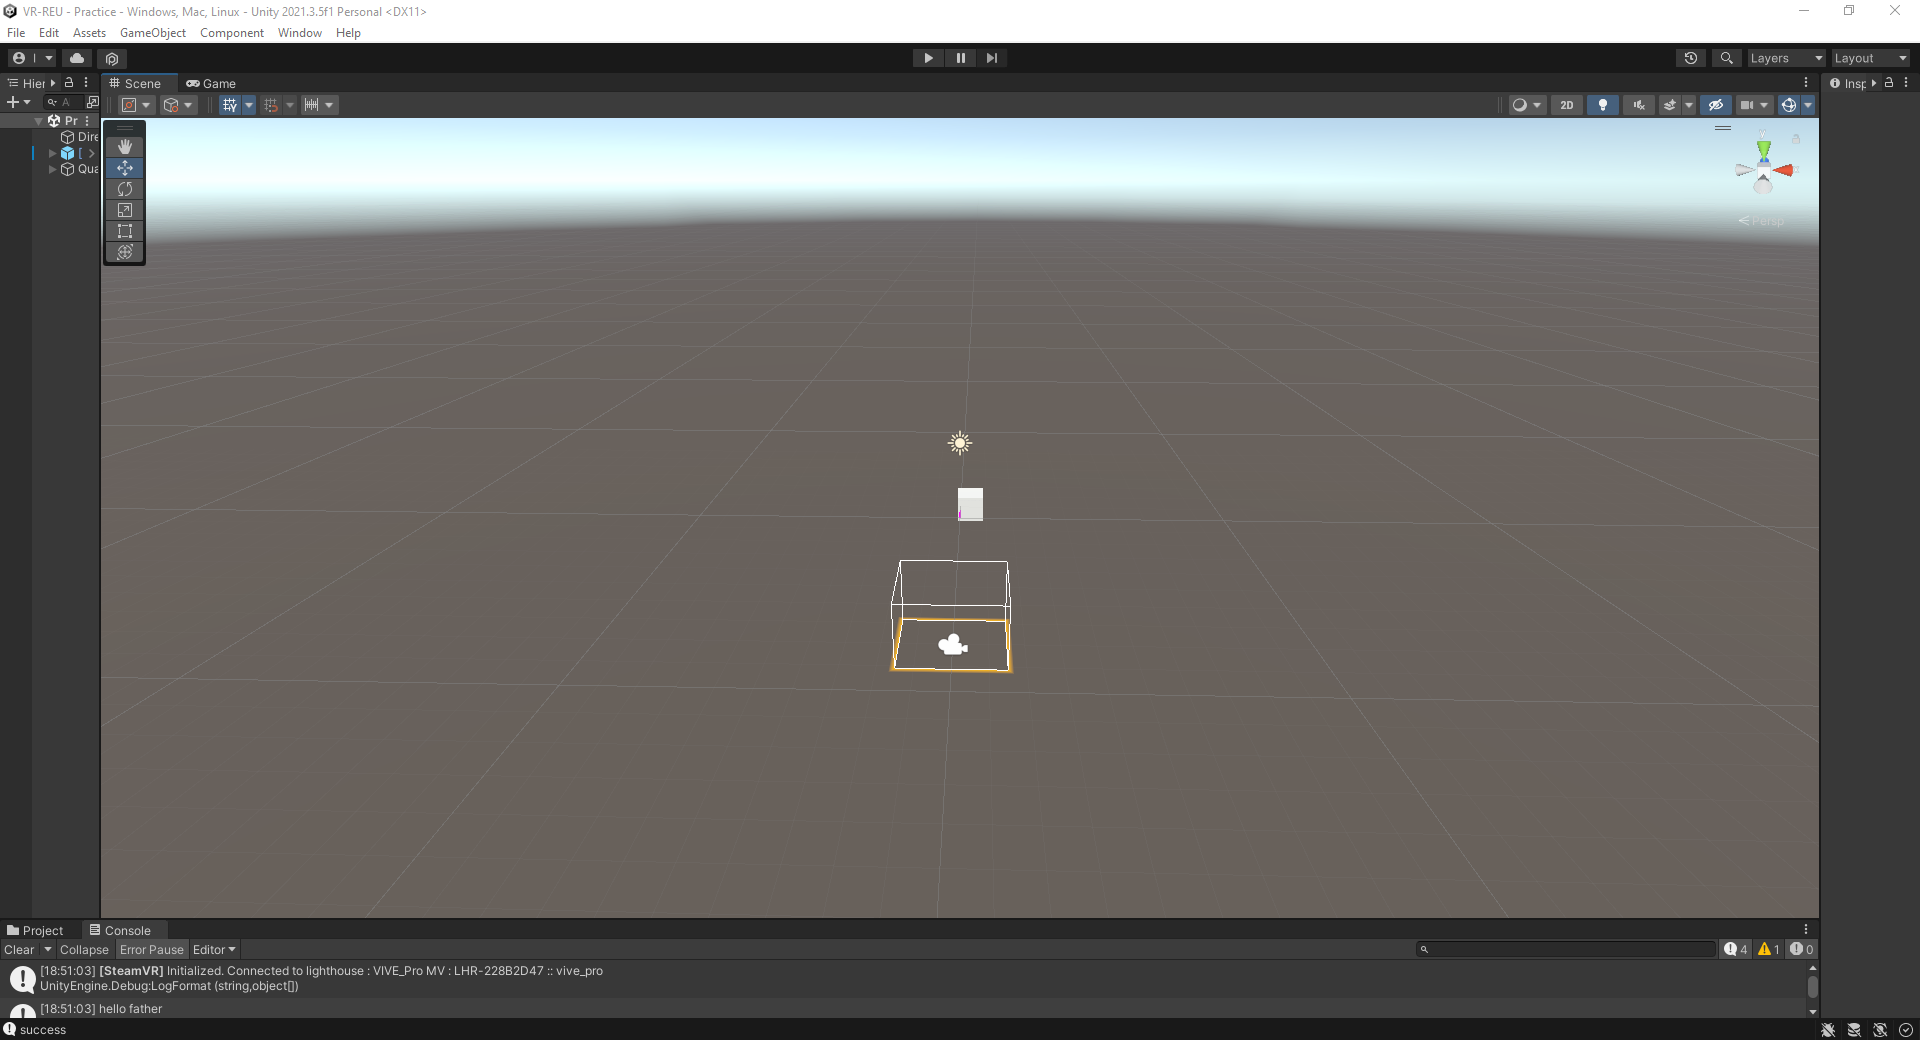 VR-REU - Practice - Windows, Mac, Linux - Unity 2021.3.5f1 Personal <DX11>
File Edit Assets GameObject Component Window Help
I
Layers Layout
Hier Scene Game Insp
A
2D
Pr
Dire
[
Qua
y
Persp
Project Console
Clear Collapse Error Pause Editor 4 1 0
[18:51:03] [SteamVR] Initialized. Connected to lighthouse : VIVE_Pro MV : LHR-228B2D47 :: vive_pro
UnityEngine.Debug:LogFormat (string,object[])
[18:51:03] hello father
success